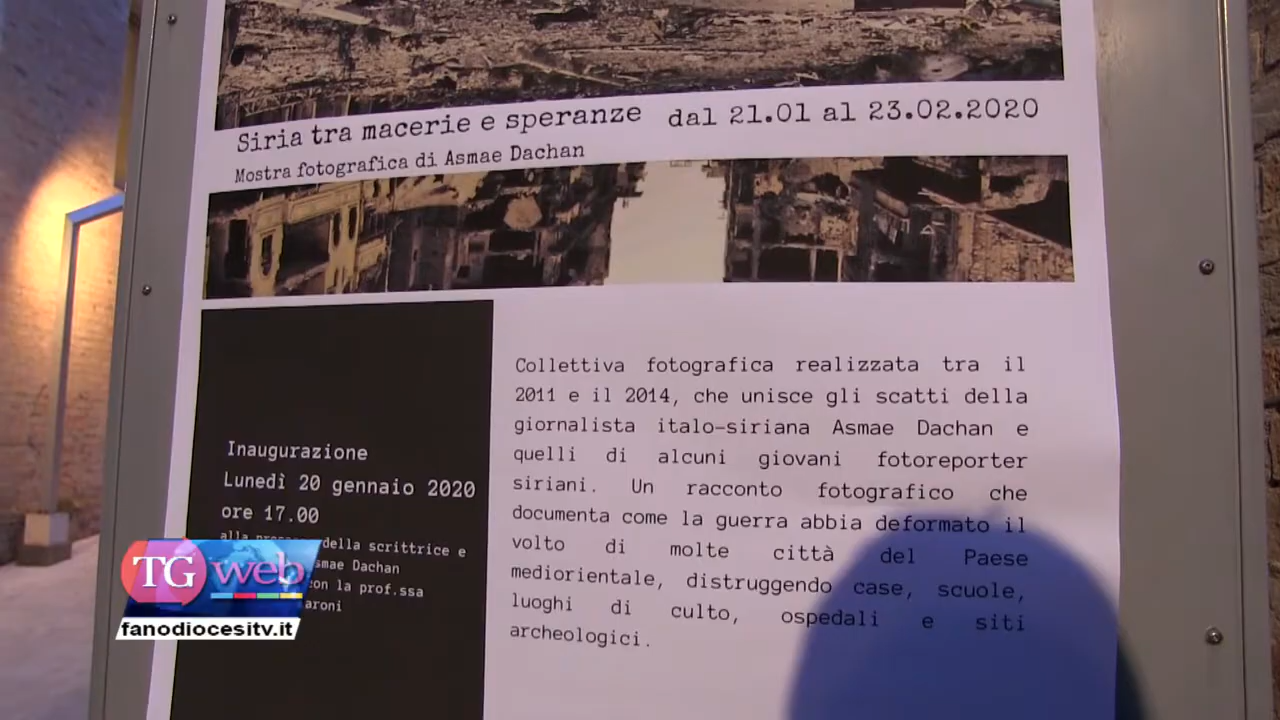 Siria tra macerie e speranze dal 21.01 al 23.02.2020
Mostra fotografica di Asmae Dachan
Collettiva fotografica realizzata tra il
2011 e il 2014, che unisce gli scatti della
giornalista italo-siriana Asmae Dachan e
quelli di alcuni giovani fotoreporter
siriani. Un racconto fotografico che
documenta come la guerra abbia deformato il
volto di molte città del Paese
mediorientale, distruggendo case, scuole,
luoghi di culto, ospedali e siti
archeologici.
Inaugurazione
Lunedì 20 gennaio 2020
ore 17.00
alla della scrittrice e
Dachan
la prof.ssa
TG web
fanodiocesitv.it